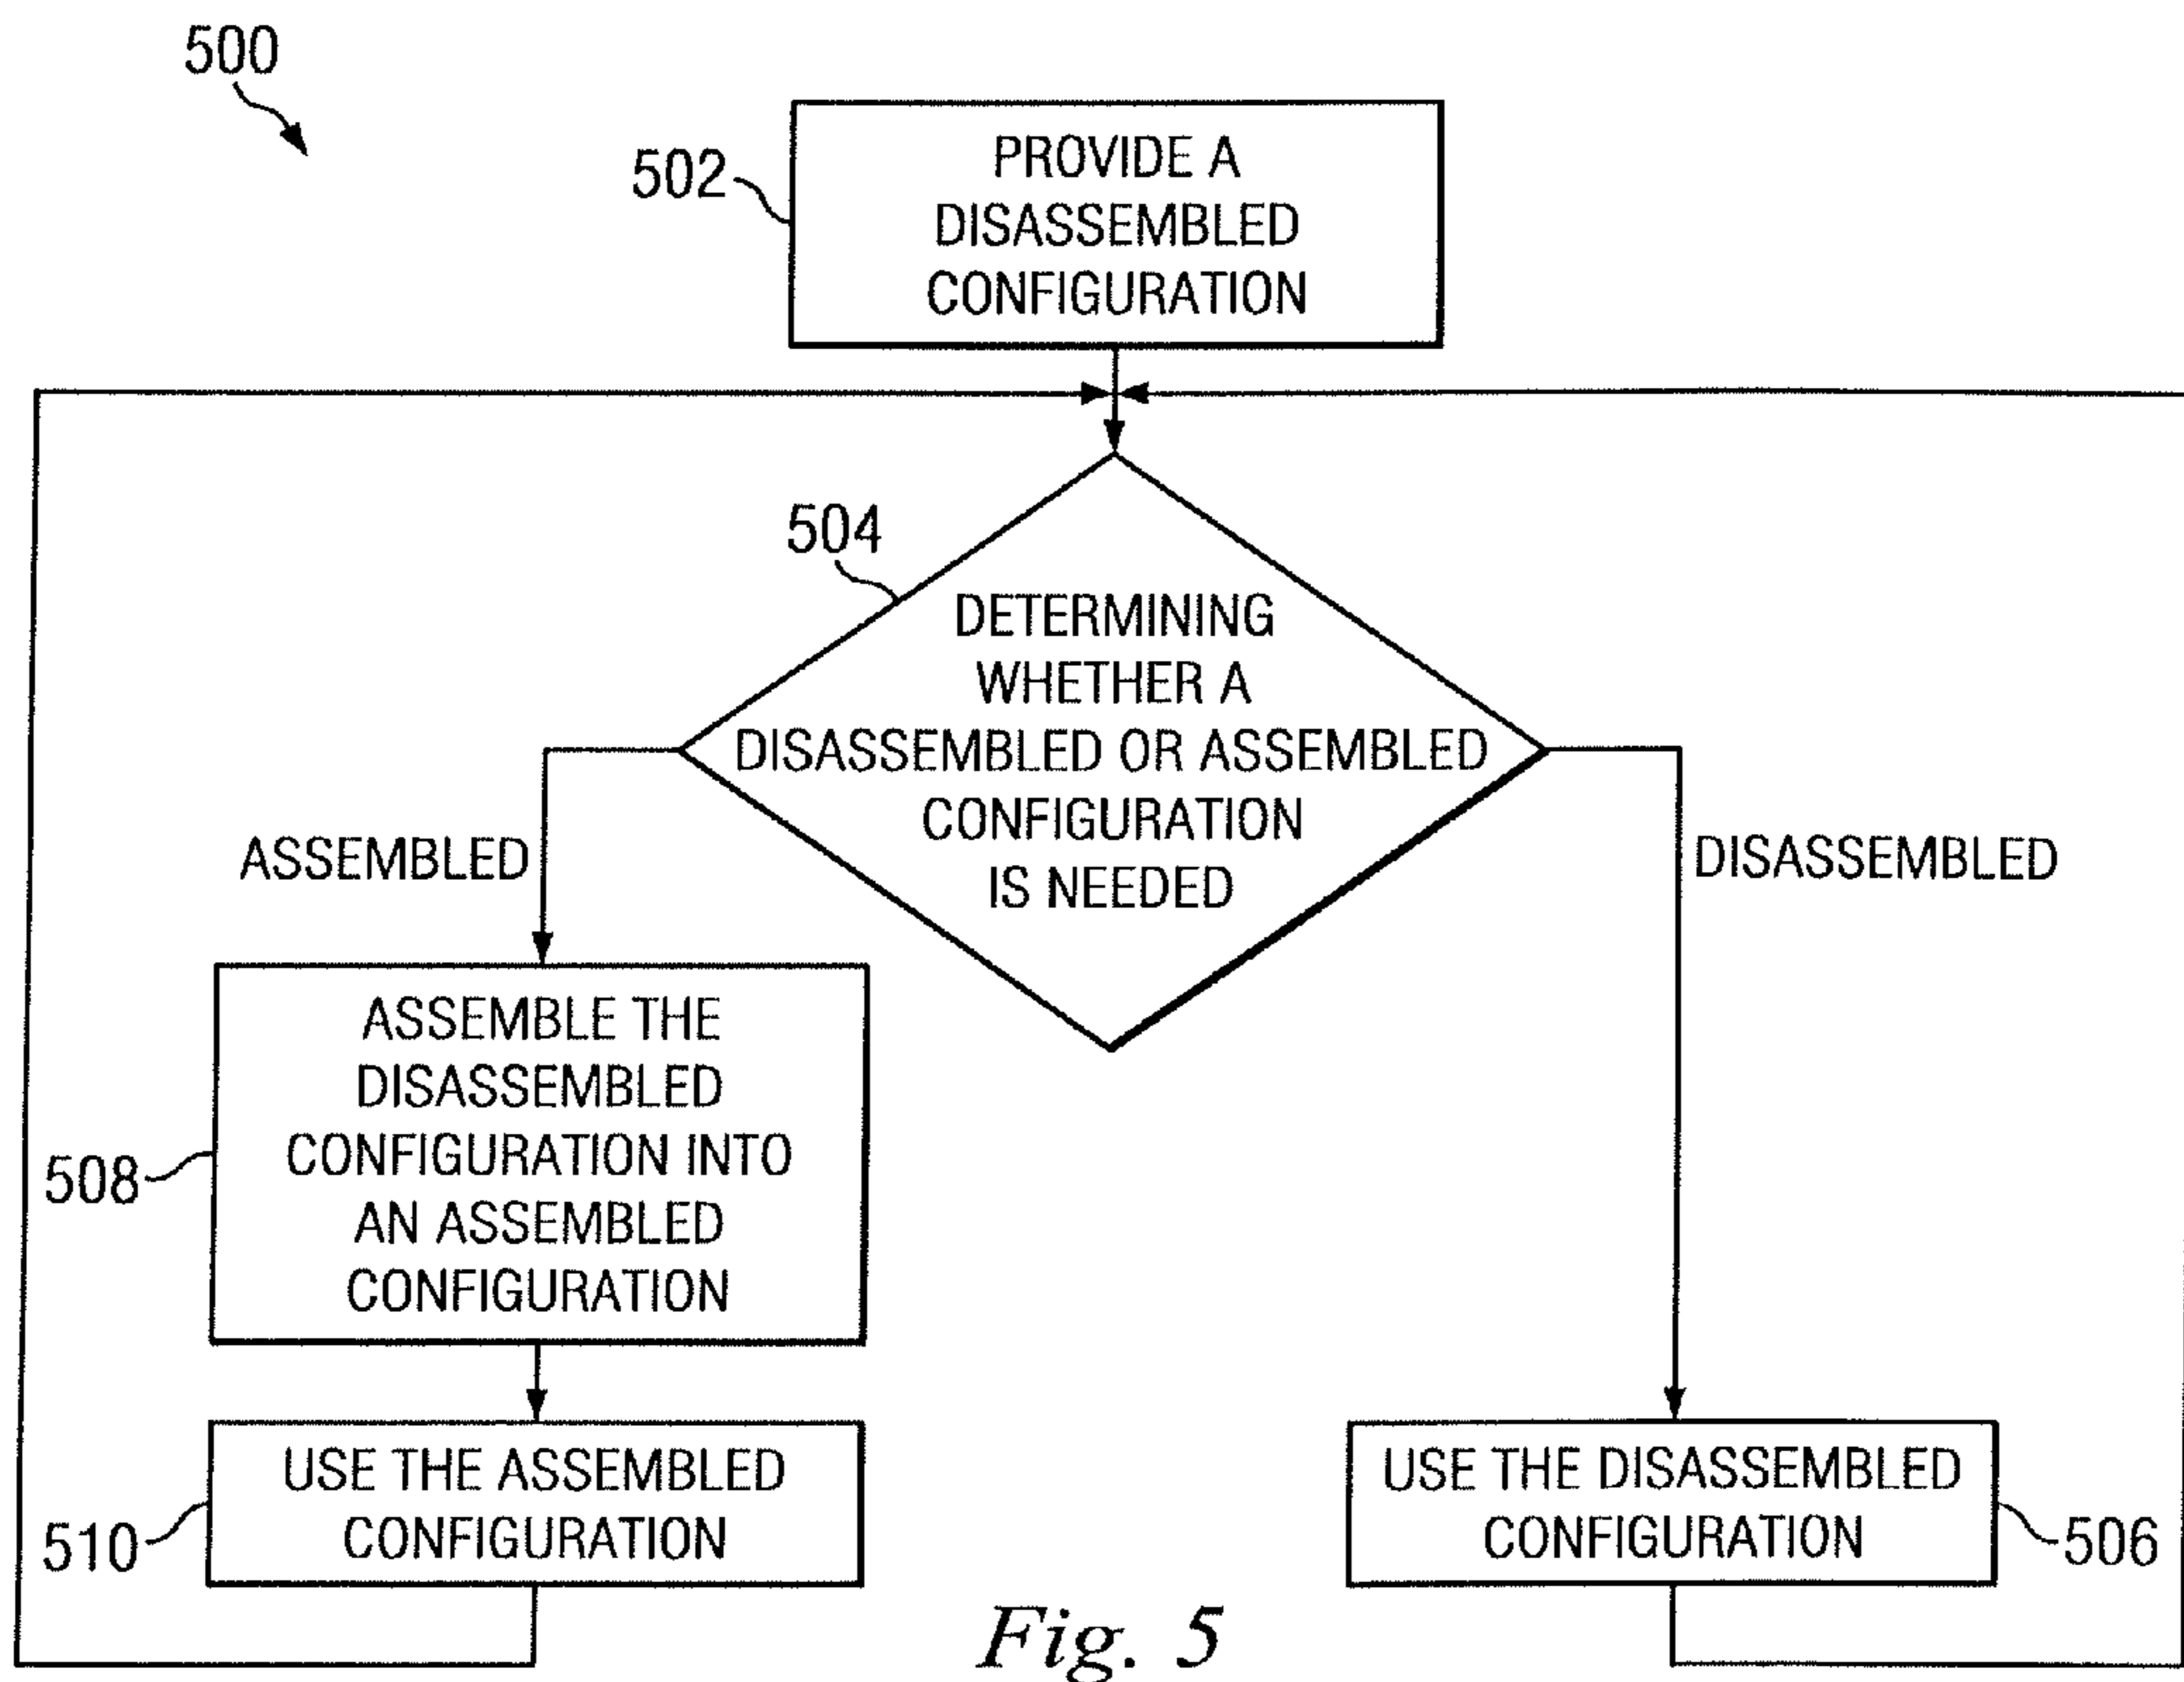 500
502
PROVIDE A
DISASSEMBLED
CONFIGURATION
504
DETERMINING
WHETHER A
DISASSEMBLED OR ASSEMBLED
CONFIGURATION
IS NEEDED
ASSEMBLED
DISASSEMBLED
508
ASSEMBLE THE
DISASSEMBLED
CONFIGURATION INTO
AN ASSEMBLED
CONFIGURATION
510
USE THE ASSEMBLED
CONFIGURATION
USE THE DISASSEMBLED
CONFIGURATION
506
Fig. 5